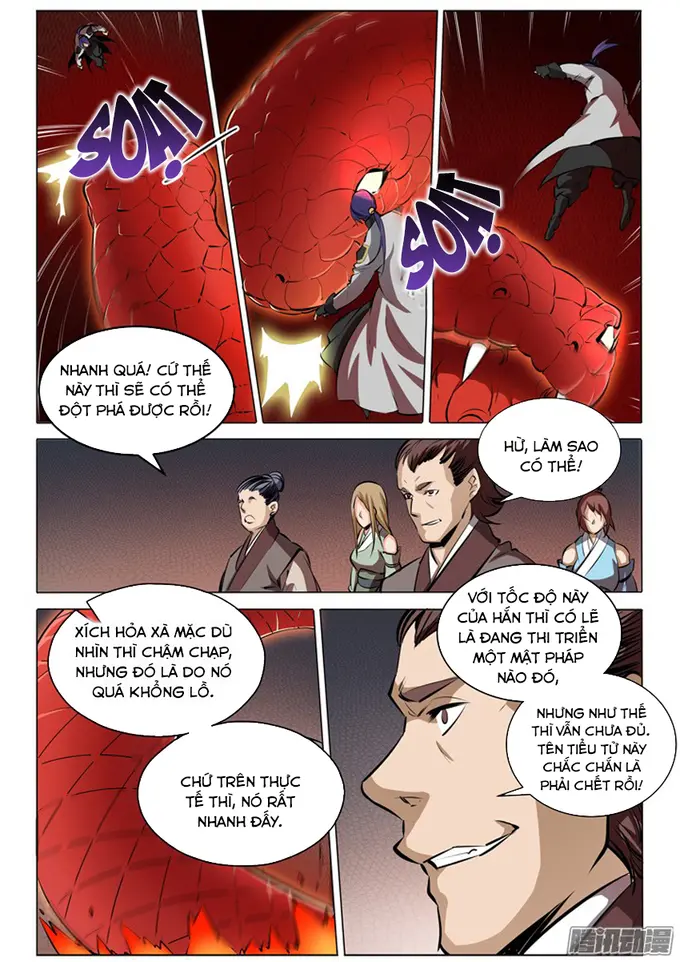 SOẠT
SOẠT
NHANH QUÁ! CỨ THẾ
NÀY THÌ SẼ CÓ THỂ
ĐỘT PHÁ ĐƯỢC RỒI!
HỪ, LÀM SAO
CÓ THỂ!
XÍCH HỎA XÀ MẶC DÙ
NHÌN THÌ CHẬM CHẠP,
NHƯNG ĐÓ LÀ DO NÓ
QUÁ KHỔNG LỒ.
CHỨ TRÊN THỰC
TẾ THÌ, NÓ RẤT
NHANH ĐẤY.
VỚI TỐC ĐỘ NÀY
CỦA HẮN THÌ CÓ LẼ
LÀ ĐANG THI TRIỂN
MỘT MẬT PHÁP
NÀO ĐÓ,
NHƯNG NHƯ THẾ
THÌ VẪN CHƯA ĐỦ.
TÊN TIỂU TỬ NÀY
CHẮC CHẮN LÀ
PHẢI CHẾT RỒI!
腾讯动漫